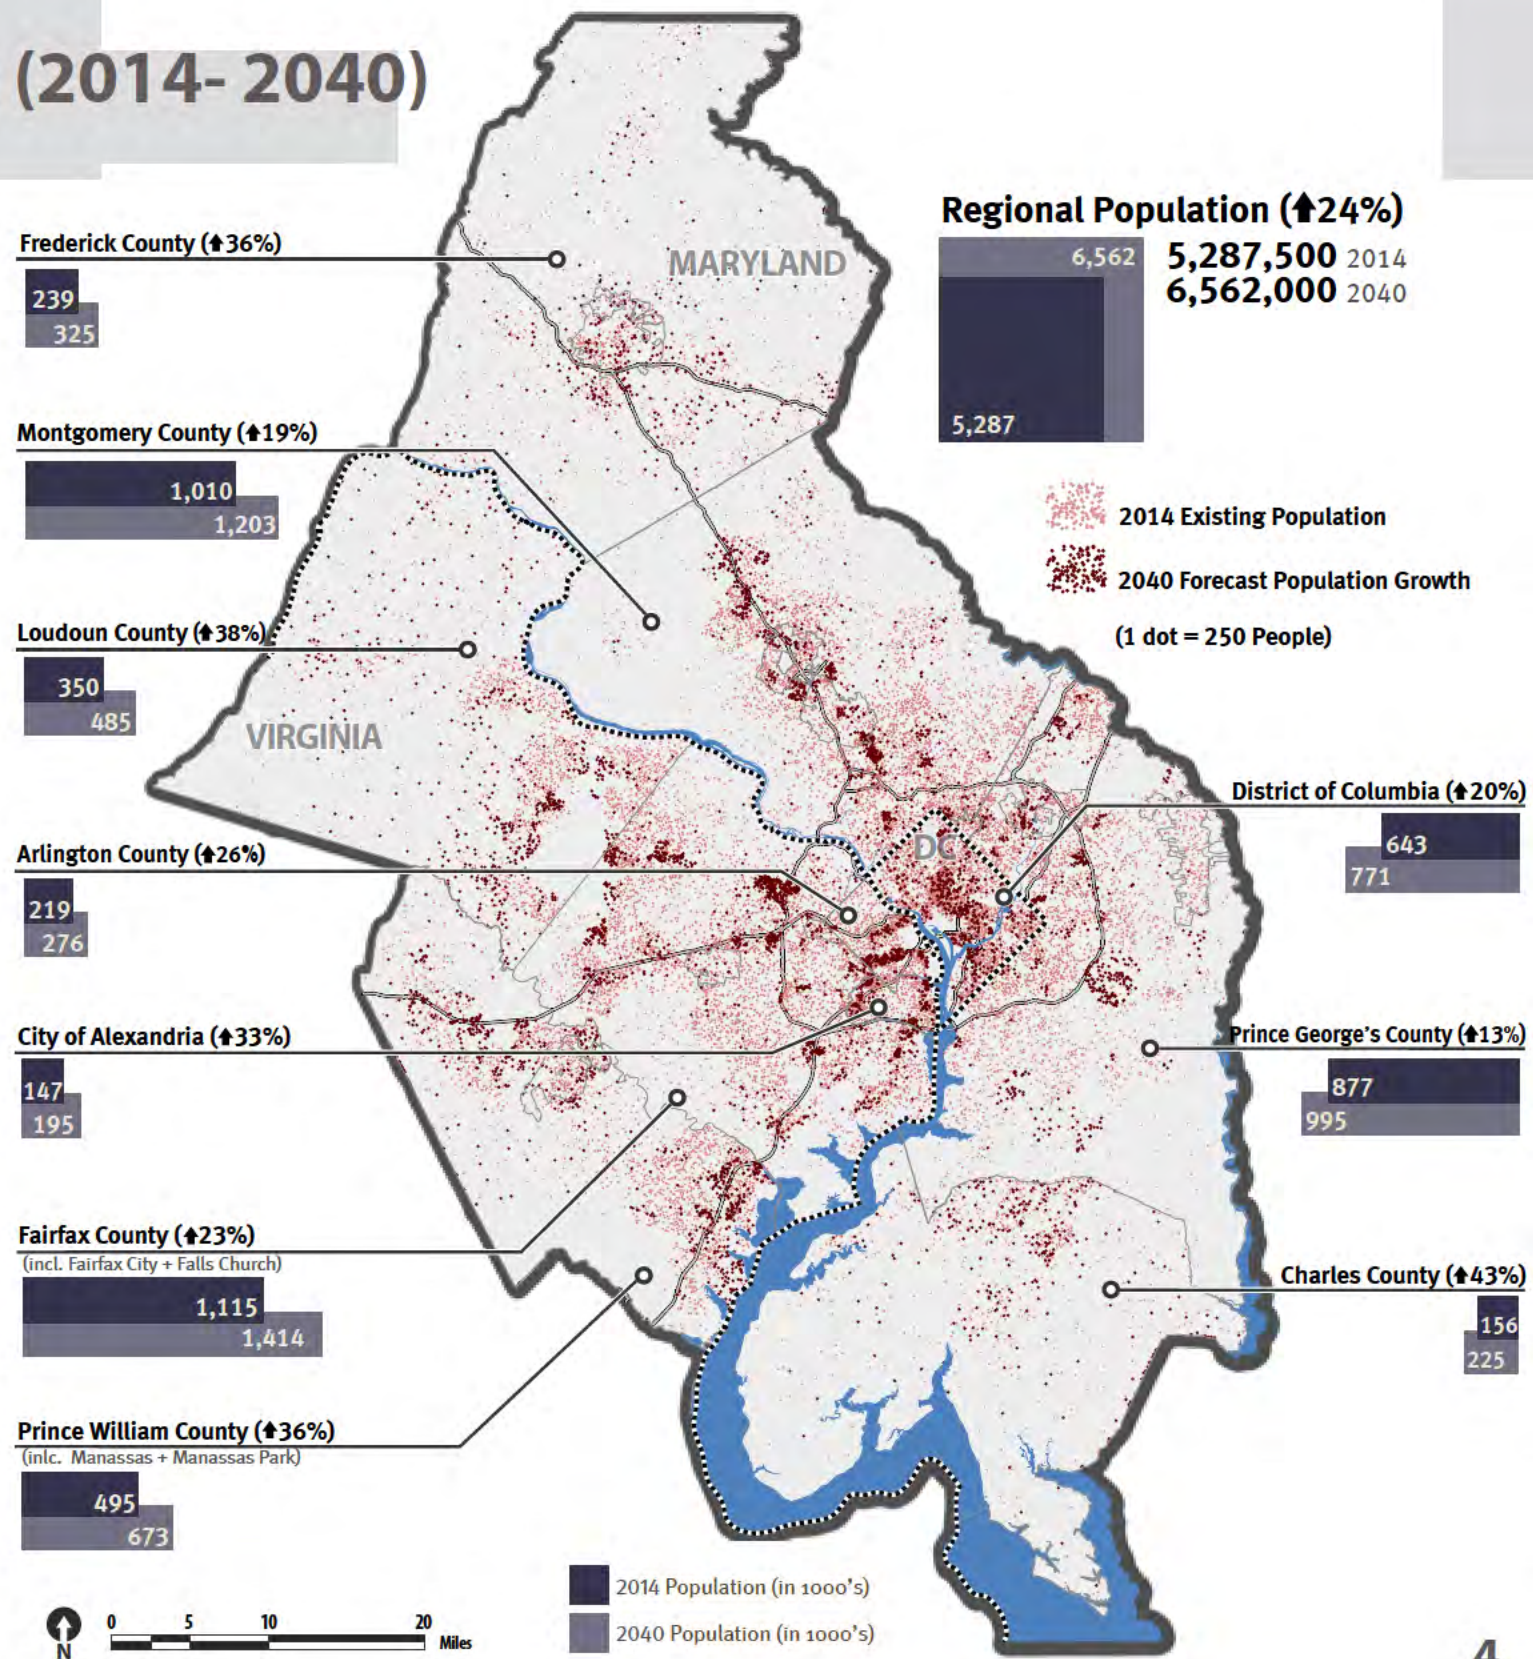 (2014- 2040)
Regional Population (⬆24%)
6,562
5,287,500 2014
6,562,000 2040
5,287
2014 Existing Population
2040 Forecast Population Growth
(1 dot = 250 People)
MARYLAND
VIRGINIA
DC
Frederick County (⬆36%)
239
325
Montgomery County (⬆19%)
1,010
1,203
Loudoun County (⬆38%)
350
485
Arlington County (⬆26%)
219
276
City of Alexandria (⬆33%)
147
195
Fairfax County (⬆23%)
(incl. Fairfax City + Falls Church)
1,115
1,414
Prince William County (⬆36%)
(inlc. Manassas + Manassas Park)
495
673
District of Columbia (⬆20%)
643
771
Prince George's County (⬆13%)
877
995
Charles County (⬆43%)
156
225
2014 Population (in 1000's)
2040 Population (in 1000's)
N
0 5 10 20
Miles
4